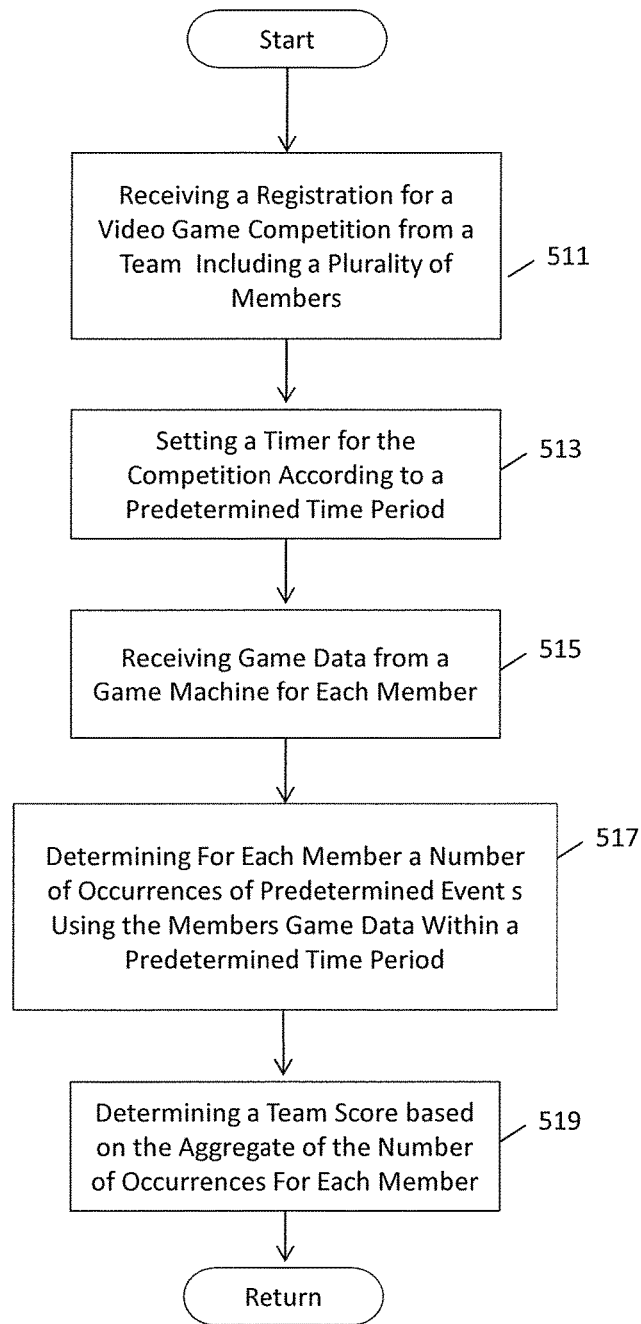 Start
Receiving a Registration for a
Video Game Competition from a
Team Including a Plurality of
Members
511
Setting a Timer for the
Competition According to a
Predetermined Time Period
513
Receiving Game Data from a
Game Machine for Each Member
515
Determining For Each Member a Number
of Occurrences of Predetermined Event s
Using the Members Game Data Within a
Predetermined Time Period
517
Determining a Team Score based
on the Aggregate of the Number
of Occurrences For Each Member
519
Return